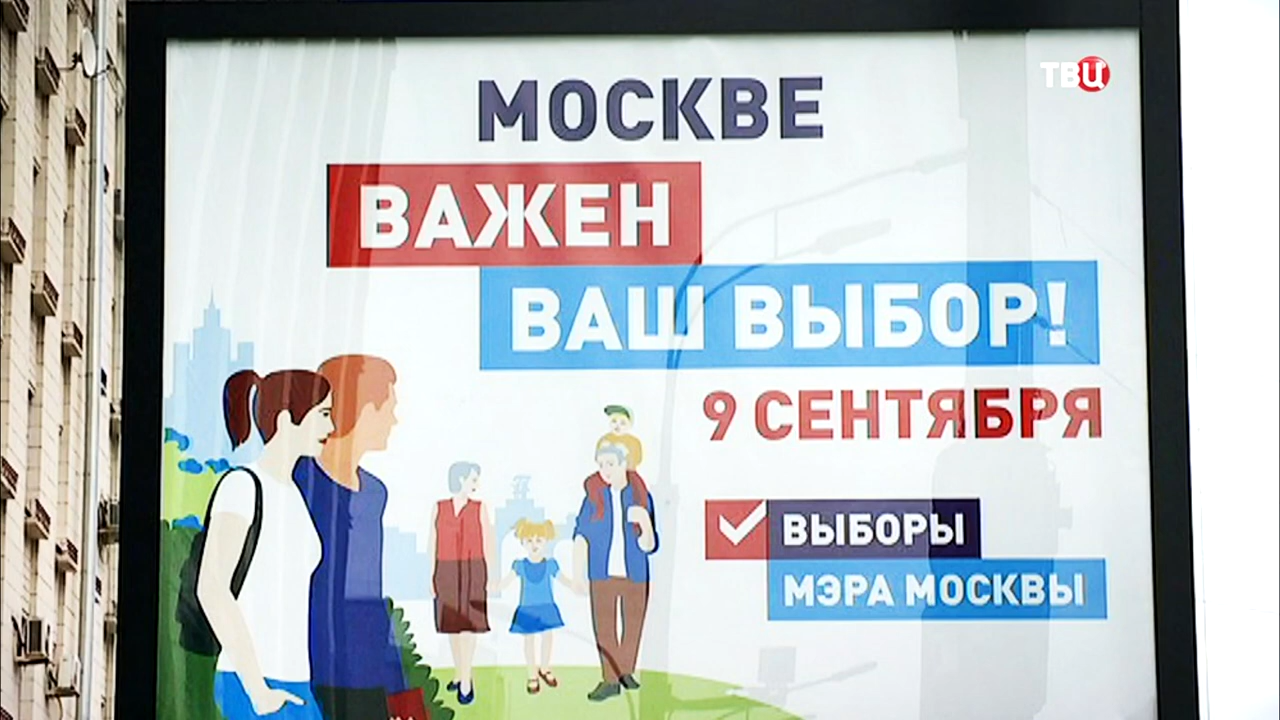 ТВЦ
МОСКВЕ
ВАЖЕН
ВАШ ВЫБОР!
9 СЕНТЯБРЯ
ВЫБОРЫ
МЭРА МОСКВЫ